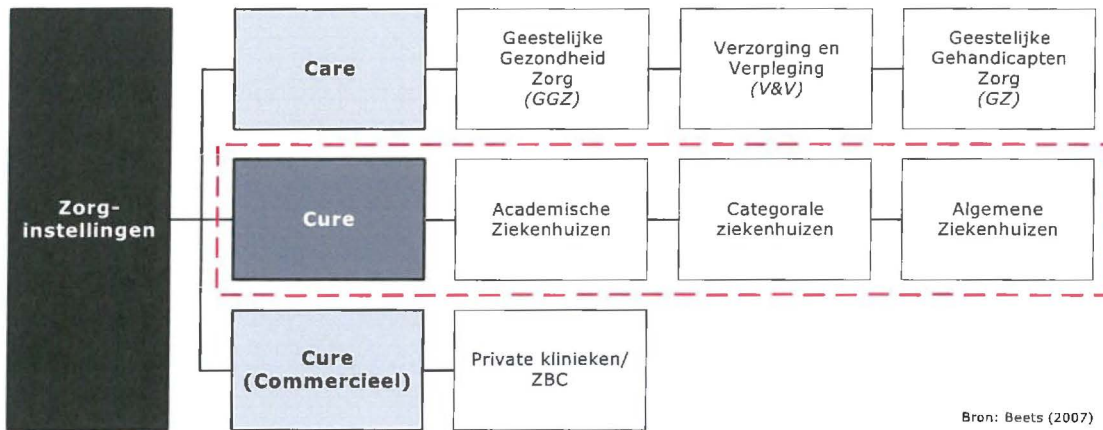 Zorg-
instellingen
Care
Geestelijke
Gezondheid
Zorg
(GGZ)
Verzorging en
Verpleging
(V&V)
Geestelijke
Gehandicapten
Zorg
(GZ)
Cure
Academische
Ziekenhuizen
Categorale
ziekenhuizen
Algemene
Ziekenhuizen
Cure
(Commercieel)
Private klinieken/
ZBC
Bron: Beets (2007)